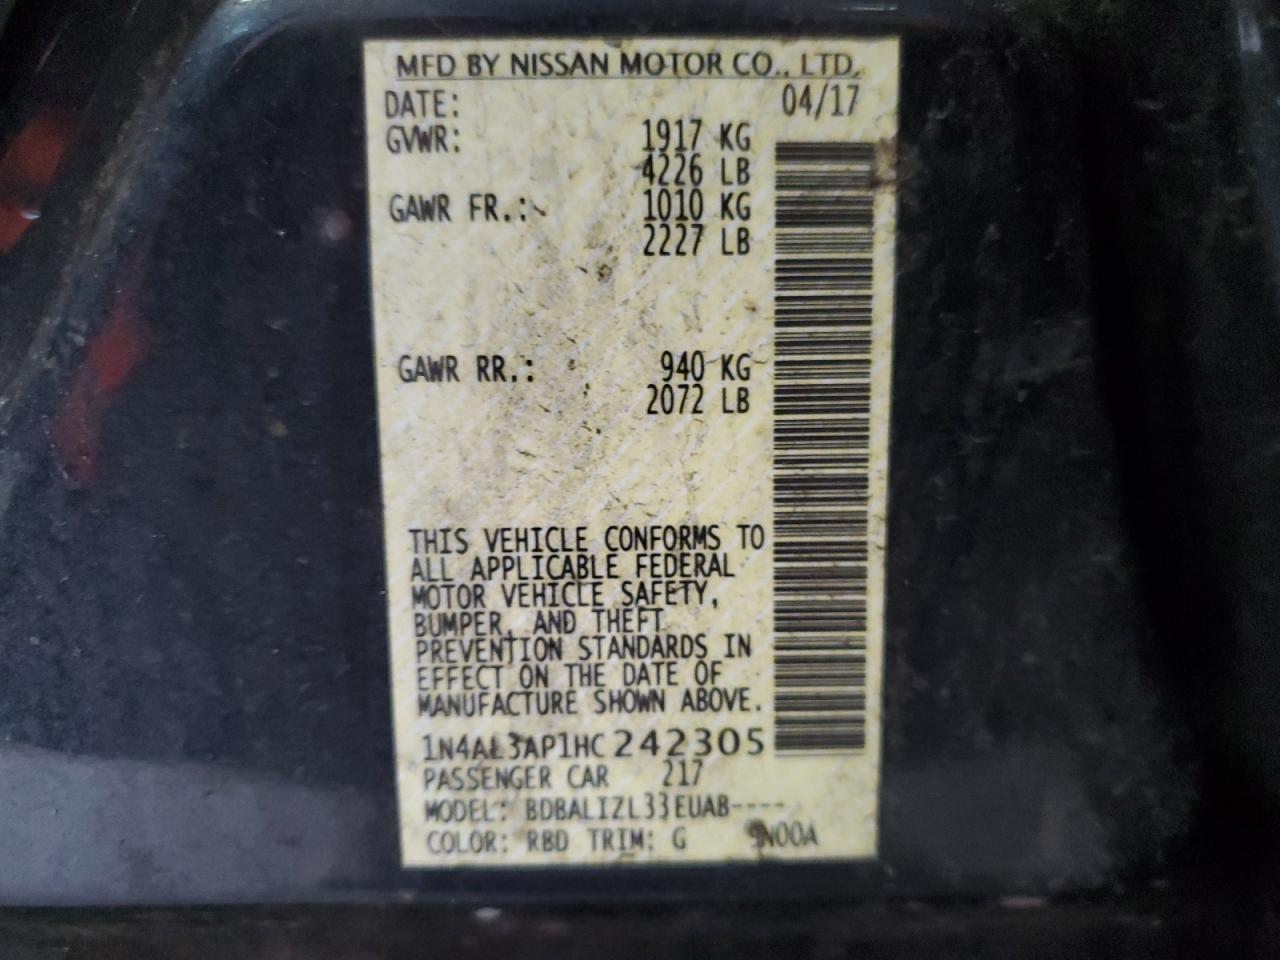 MFD BY NISSAN MOTOR CO., LTD.
DATE: 04/17
GVWR: 1917 KG
4226 LB
GAWR FR.: 1010 KG
2227 LB
GAWR RR.: 940 KG
2072 LB
THIS VEHICLE CONFORMS TO
ALL APPLICABLE FEDERAL
MOTOR VEHICLE SAFETY,
BUMPER, AND THEFT
PREVENTION STANDARDS IN
EFFECT ON THE DATE OF
MANUFACTURE SHOWN ABOVE.
1N4AL3AP1HC242305
PASSENGER CAR 217
MODEL: BDBALIZL33EUAB----
COLOR: RBD TRIM: G 9N00A